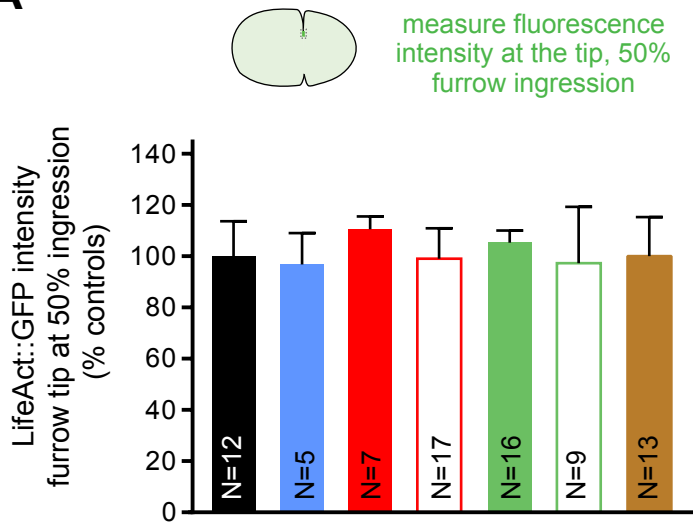 A
measure fluorescence
intensity at the tip, 50%
furrow ingression
LifeAct::GFP intensity
furrow tip at 50% ingression
(% controls)
140
120
100
80
60
40
20
0
N=12
N=5
N=7
N=17
N=16
N=9
N=13